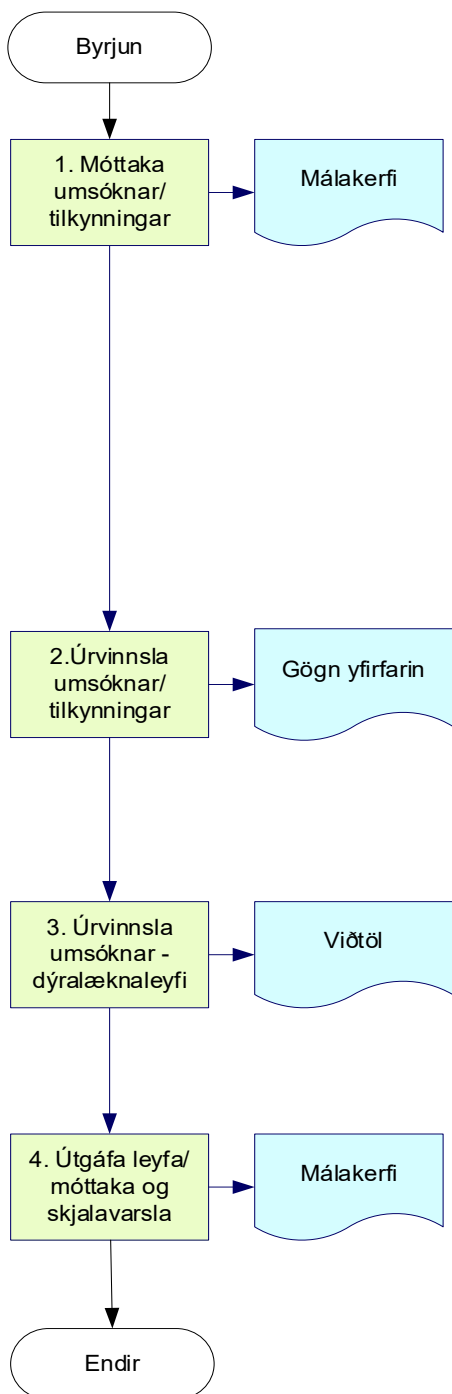 Byrjun
1. Móttaka
umsóknar/
tilkynningar
Málakerfi
2.Úrvinnsla
umsóknar/
tilkynningar
Gögn yfirfarin
3. Úrvinnsla
umsóknar -
dýralæknaleyfi
Viðtöl
4. Útgáfa leyfa/
móttaka og
skjalavarsla
Málakerfi
Endir